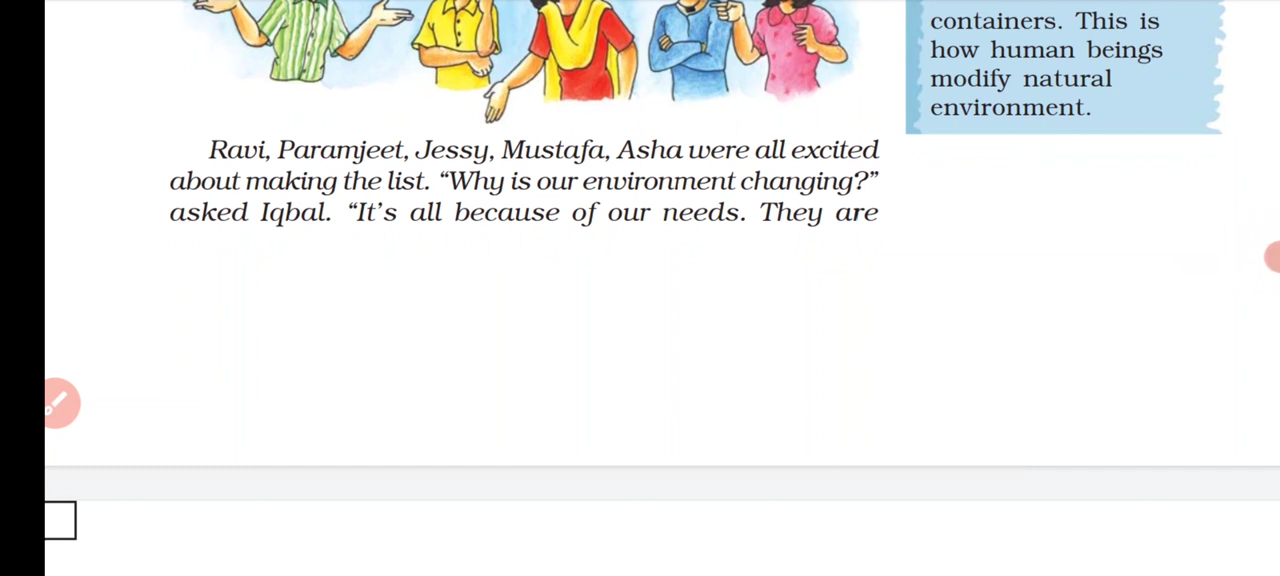 containers. This is
how human beings
modify natural
environment.
Ravi, Paramjeet, Jessy, Mustafa, Asha were all excited
about making the list. “Why is our environment changing?”
asked Iqbal. “It’s all because of our needs. They are